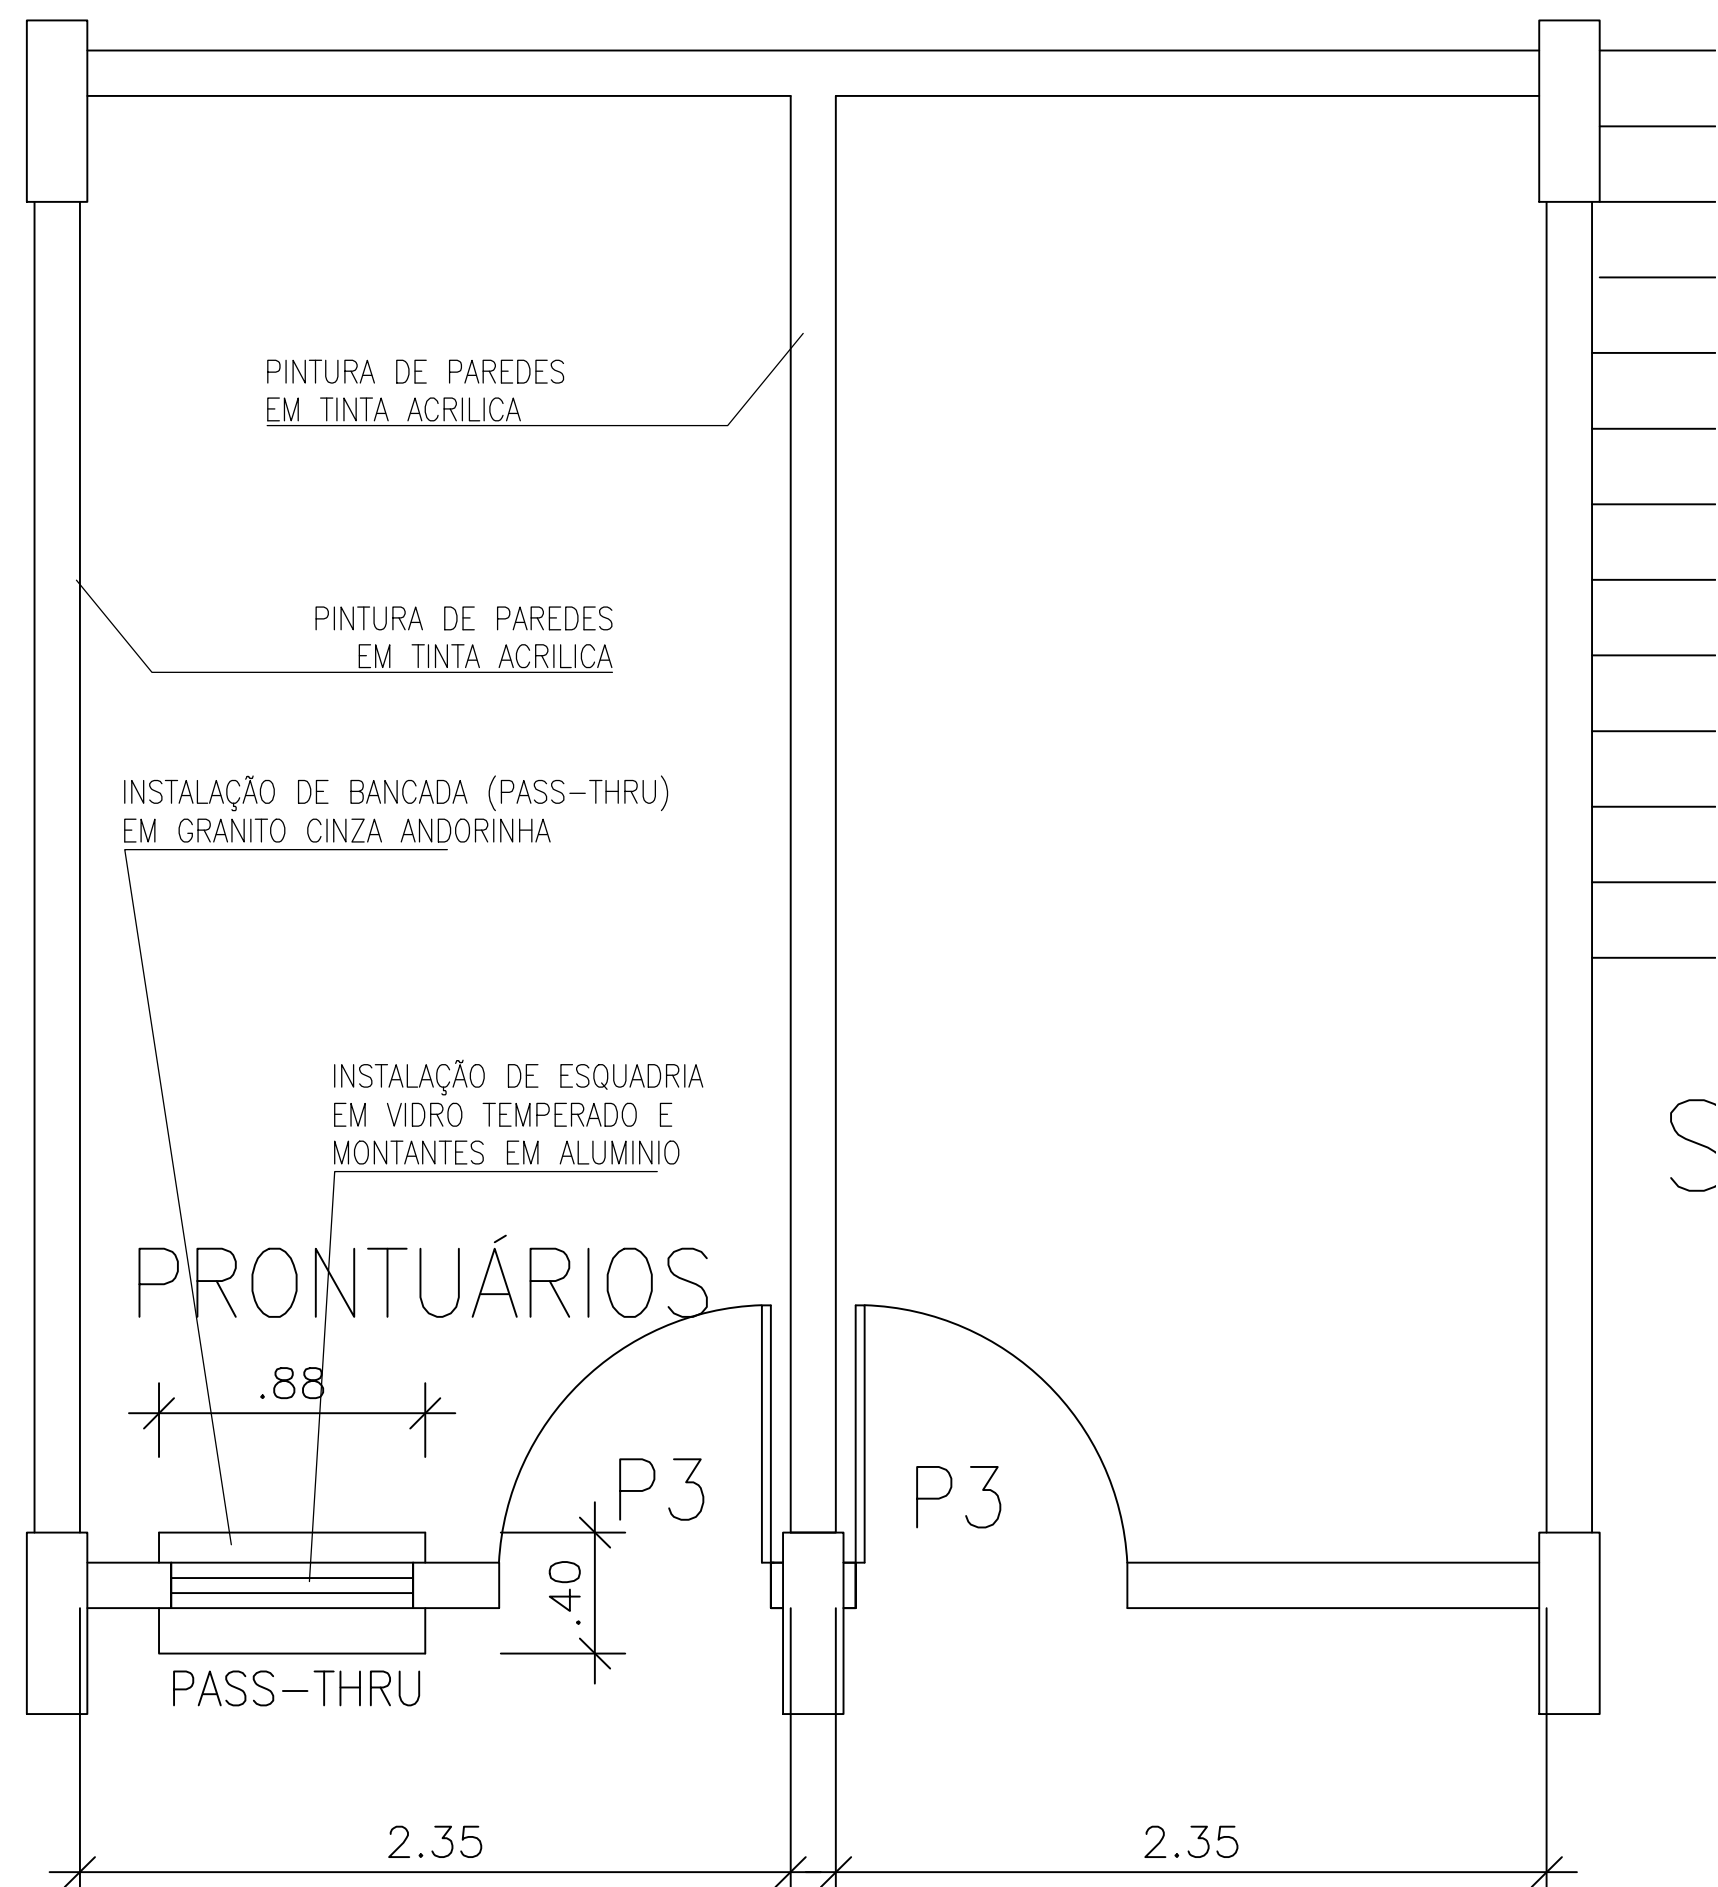 PINTURA DE PAREDES
EM TINTA ACRILICA
PINTURA DE PAREDES
EM TINTA ACRILICA
INSTALAÇÃO DE BANCADA (PASS-THRU)
EM GRANITO CINZA ANDORINHA
INSTALAÇÃO DE ESQUADRIA
EM VIDRO TEMPERADO E
MONTANTES EM ALUMINIO
S
PRONTUÁRIOS
.88
P3
P3
.40
PASS-THRU
2.35
2.35